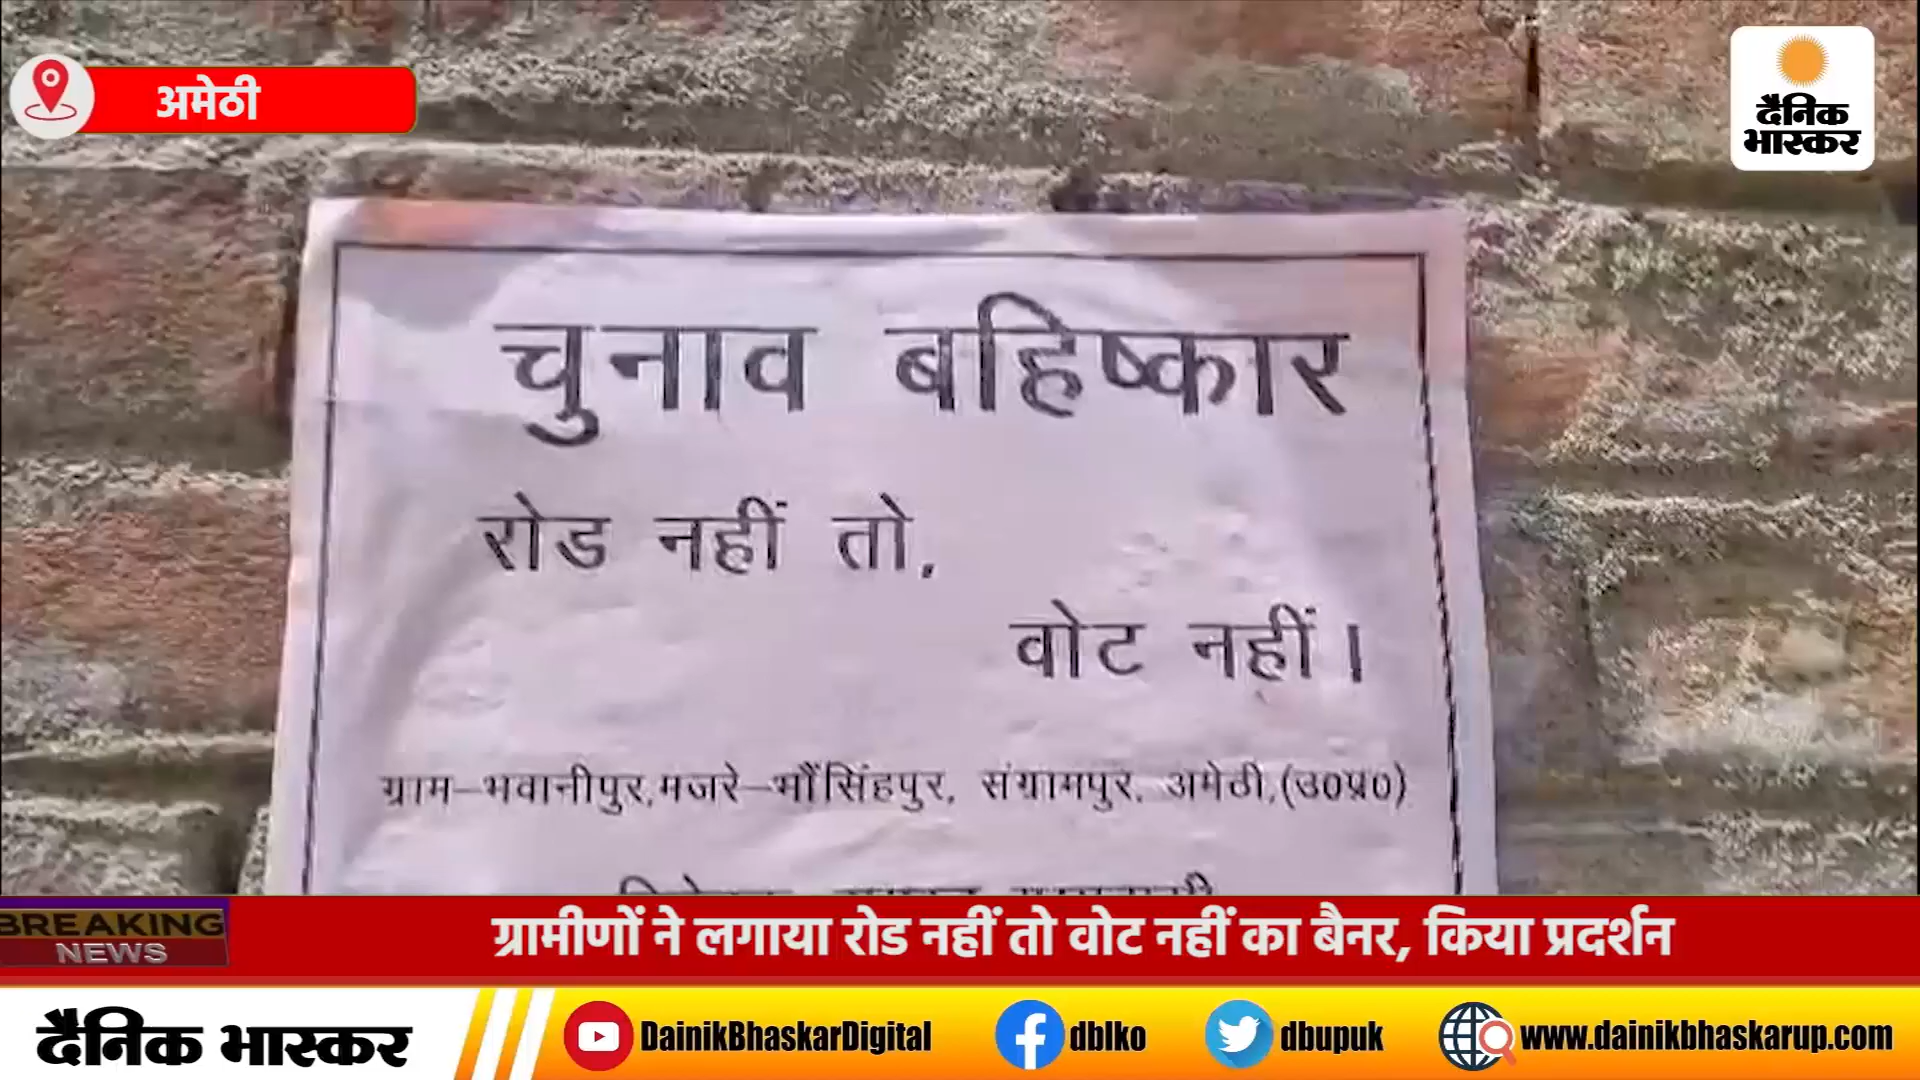 अमेठी
दैनिक
भास्कर
चुनाव बहिष्कार
रोड नहीं तो,
वोट नहीं।
ग्राम–भवानीपुर,मजरे–भौंसिंहपुर, संग्रामपुर, अमेठी,(उ0प्र0)
BREAKING
NEWS
ग्रामीणों ने लगाया रोड नहीं तो वोट नहीं का बैनर, किया प्रदर्शन
दैनिक भास्कर DainikBhaskarDigital dblko dbupuk www.dainikbhaskarup.com